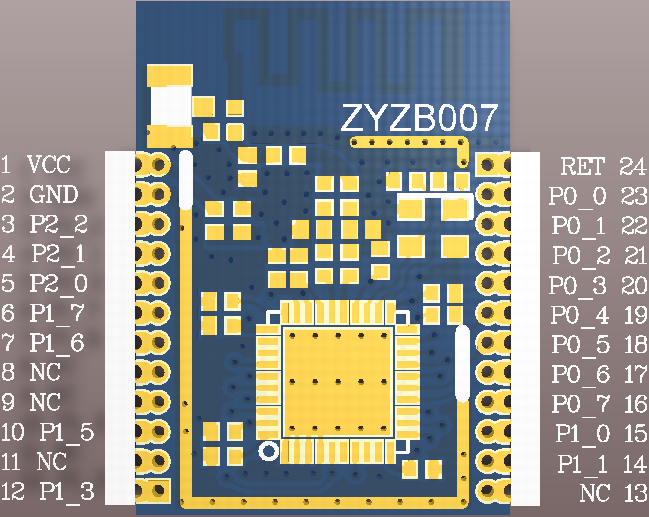 ZYZB007
1 VCC
2 GND
3 P2_2
4 P2_1
5 P2_0
6 P1_7
7 P1_6
8 NC
9 NC
10 P1_5
11 NC
12 P1_3
RET 24
P0_0 23
P0_1 22
P0_2 21
P0_3 20
P0_4 19
P0_5 18
P0_6 17
P0_7 16
P1_0 15
P1_1 14
NC 13